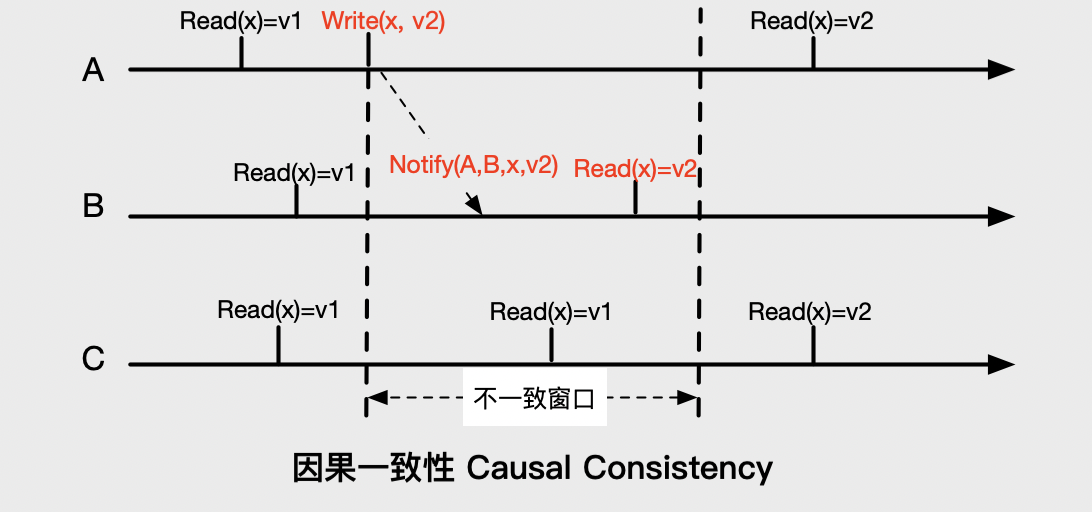 Read(x)=v1 Write(x, v2) Read(x)=v2
A
Read(x)=v1 Notify(A,B,x,v2) Read(x)=v2
B
Read(x)=v1 Read(x)=v1 Read(x)=v2
C
不一致窗口
因果一致性 Causal Consistency